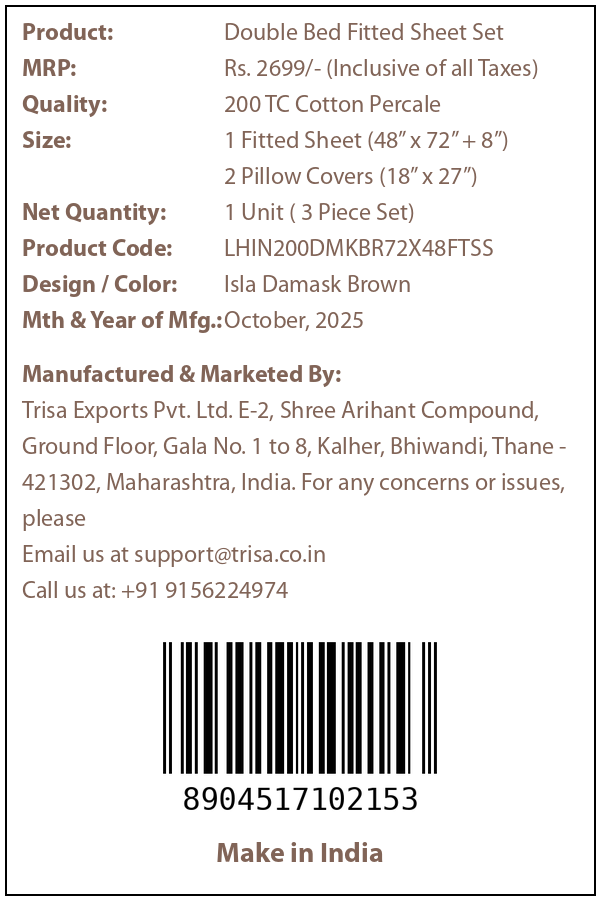 Product: Double Bed Fitted Sheet Set
MRP: Rs. 2699/- (Inclusive of all Taxes)
Quality: 200 TC Cotton Percale
Size: 1 Fitted Sheet (48” x 72” + 8”)
2 Pillow Covers (18” x 27”)
Net Quantity: 1 Unit ( 3 Piece Set)
Product Code: LHIN200DMKBR72X48FTSS
Design / Color: Isla Damask Brown
Mth & Year of Mfg.: October, 2025
Manufactured & Marketed By:
Trisa Exports Pvt. Ltd. E-2, Shree Arihant Compound,
Ground Floor, Gala No. 1 to 8, Kalher, Bhiwandi, Thane -
421302, Maharashtra, India. For any concerns or issues,
please
Email us at support@trisa.co.in
Call us at: +91 9156224974
8904517102153
Make in India